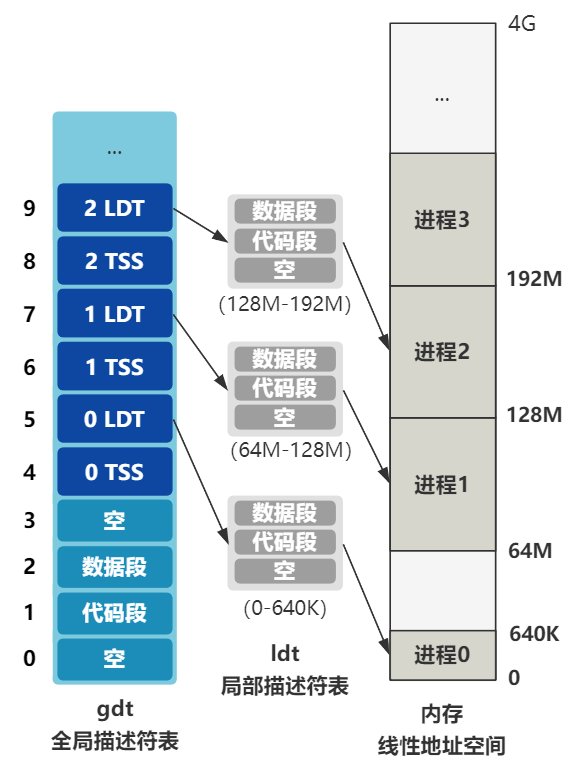 ...
9
2 LDT
8
2 TSS
7
1 LDT
6
1 TSS
5
0 LDT
4
0 TSS
3
空
2
数据段
1
代码段
0
空
gdt
全局描述符表
数据段
代码段
空
(128M-192M)
数据段
代码段
空
(64M-128M)
数据段
代码段
空
(0-640K)
ldt
局部描述符表
4G
...
进程3
192M
进程2
128M
进程1
64M
640K
进程0
0
内存
线性地址空间